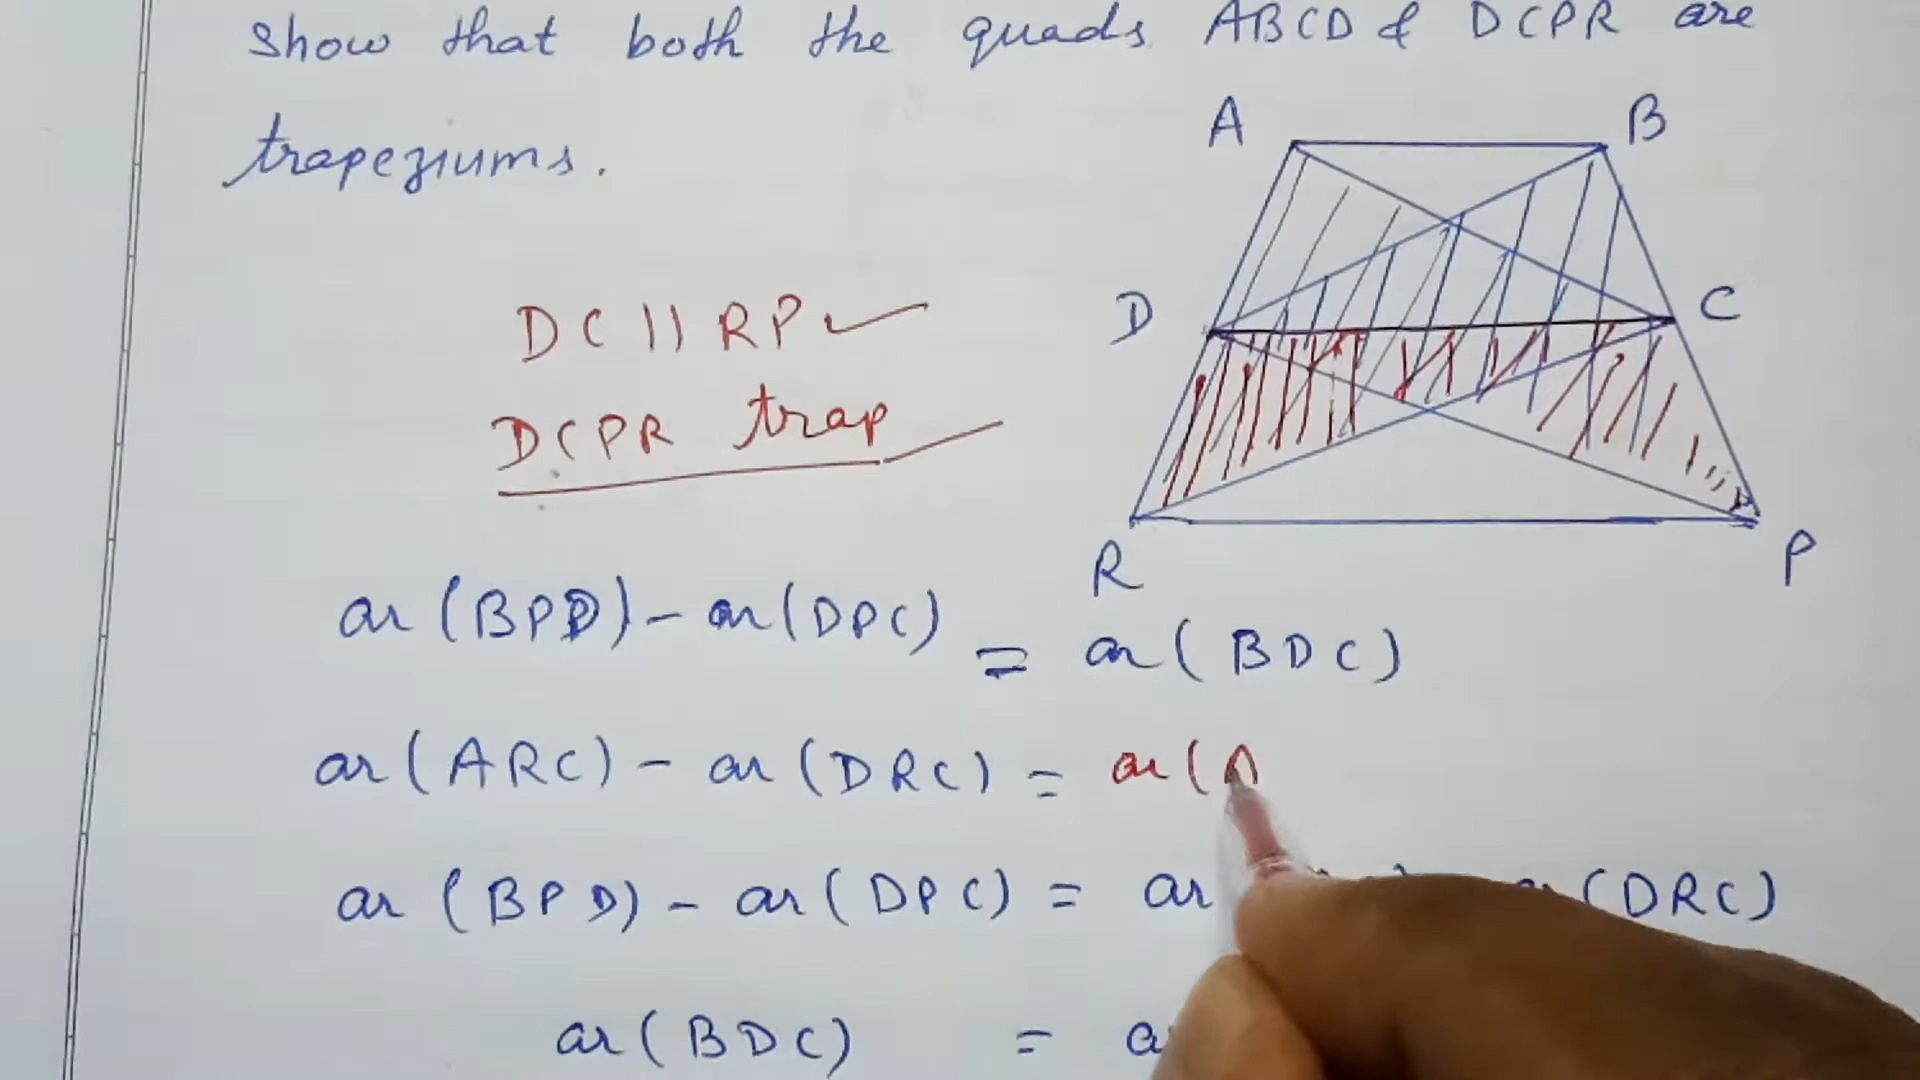 show that both the quads. ABCD & DCPR are
trapeziums.
A
B
D
C
R
P
DC || RP ✓
DCPR trap
ar (BPD) - ar (DPC) = ar (BDC)
ar (ARC) - ar (DRC) = ar (A
ar (BPD) - ar (DPC) = ar (DRC)
ar (BDC) = a